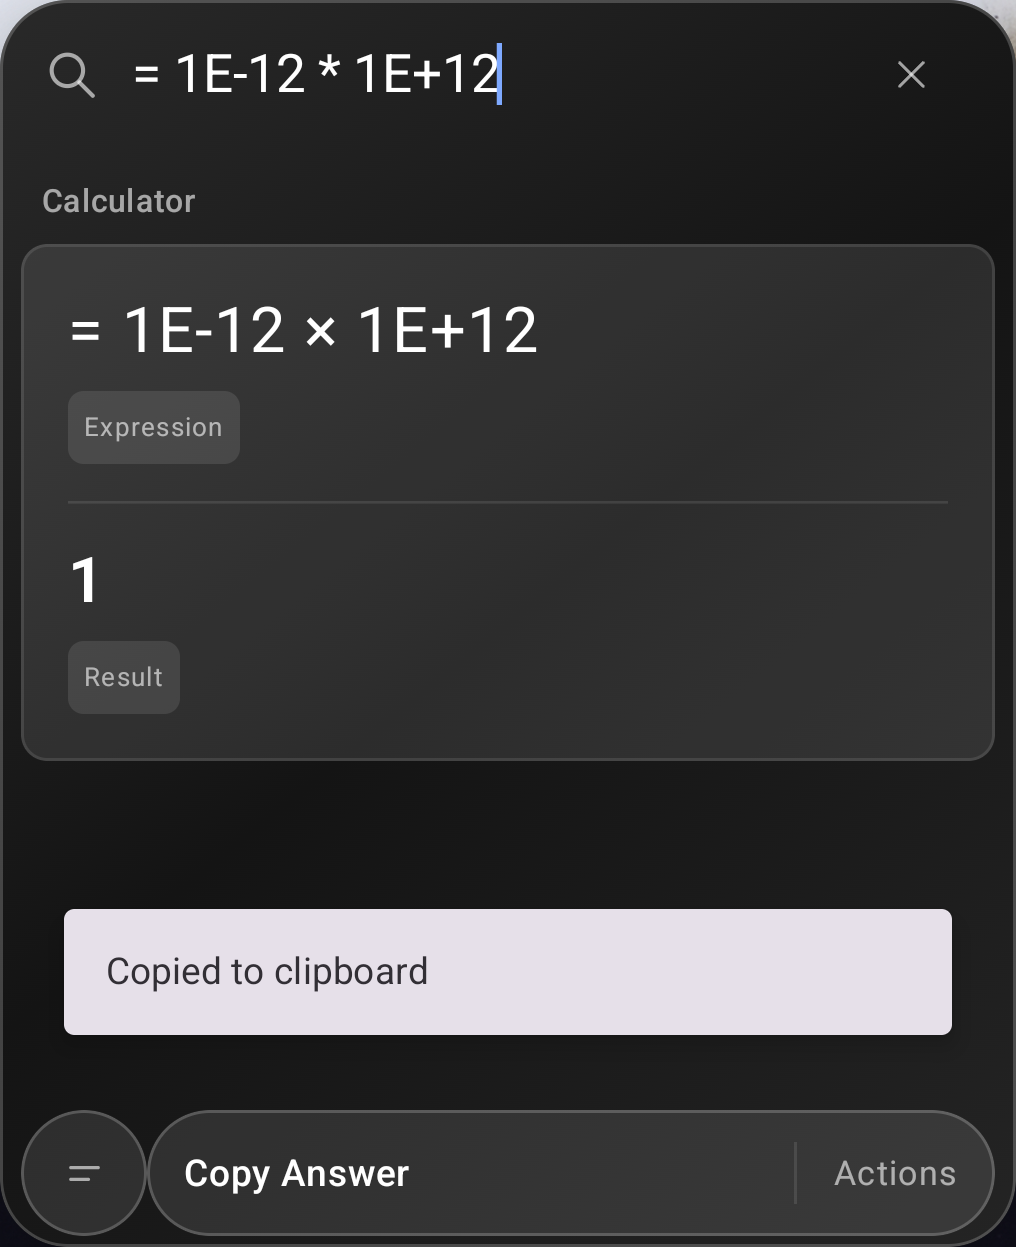 = 1E-12 * 1E+12
Calculator
= 1E-12 × 1E+12
Expression
1
Result
Copied to clipboard
Copy Answer
Actions